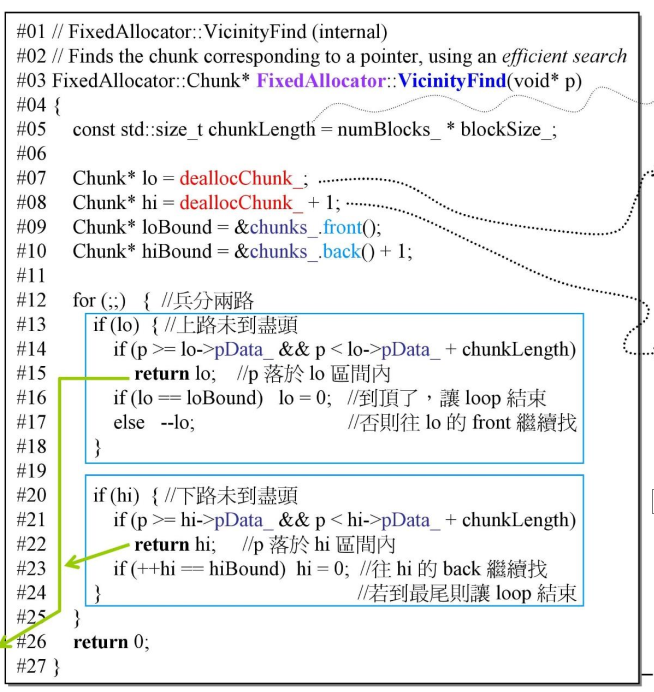 #01 // FixedAllocator::VicinityFind (internal)
#02 // Finds the chunk corresponding to a pointer, using an efficient search
#03 FixedAllocator::Chunk* FixedAllocator::VicinityFind(void* p)
#04 {
#05 const std::size_t chunkLength = numBlocks_ * blockSize_;
#06
#07 Chunk* lo = deallocChunk_;
#08 Chunk* hi = deallocChunk_ + 1;
#09 Chunk* loBound = &chunks_.front();
#10 Chunk* hiBound = &chunks_.back() + 1;
#11
#12 for (;;) { //兵分兩路
#13 if (lo) { //上路未到盡頭
#14 if (p >= lo->pData_ && p < lo->pData_ + chunkLength)
#15 return lo; //p 落於 lo 區間內
#16 if (lo == loBound) lo = 0; //到頂了，讓 loop 結束
#17 else --lo; //否則往 lo 的 front 繼續找
#18 }
#19
#20 if (hi) { //下路未到盡頭
#21 if (p >= hi->pData_ && p < hi->pData_ + chunkLength)
#22 return hi; //p 落於 hi 區間內
#23 if (++hi == hiBound) hi = 0; //往 hi 的 back 繼續找
#24 } //若到最尾則讓 loop 結束
#25 }
#26 return 0;
#27 }